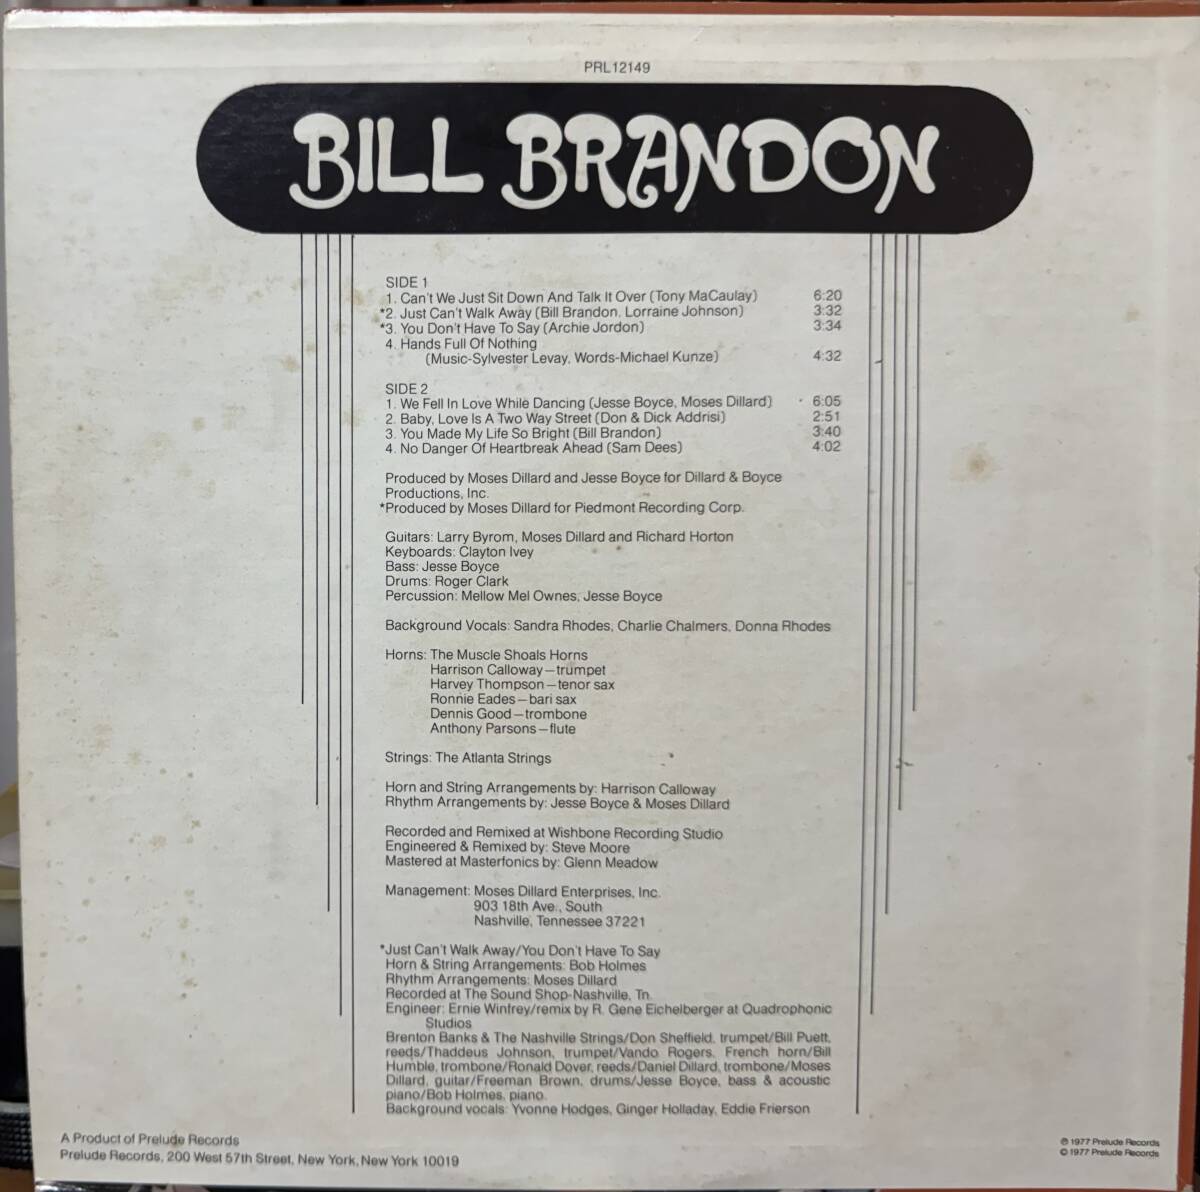 PRL12149
BILL BRANDON
SIDE 1
1. Can't We Just Sit Down And Talk It Over (Tony MaCaulay) 6:20
*2. Just Can't Walk Away (Bill Brandon, Lorraine Johnson) 3:32
*3. You Don't Have To Say (Archie Jordon) 3:34
4. Hands Full Of Nothing
(Music-Sylvester Levay, Words-Michael Kunze) 4:32
SIDE 2
1. We Fell In Love While Dancing (Jesse Boyce, Moses Dillard) 6:05
2. Baby, Love Is A Two Way Street (Don & Dick Addrisi) 2:51
3. You Made My Life So Bright (Bill Brandon) 3:40
4. No Danger Of Heartbreak Ahead (Sam Dees) 4:02
Produced by Moses Dillard and Jesse Boyce for Dillard & Boyce
Productions, Inc.
*Produced by Moses Dillard for Piedmont Recording Corp.
Guitars: Larry Byrom, Moses Dillard and Richard Horton
Keyboards: Clayton Ivey
Bass: Jesse Boyce
Drums: Roger Clark
Percussion: Mellow Mel Ownes, Jesse Boyce
Background Vocals: Sandra Rhodes, Charlie Chalmers, Donna Rhodes
Horns: The Muscle Shoals Horns
Harrison Calloway—trumpet
Harvey Thompson—tenor sax
Ronnie Eades—bari sax
Dennis Good—trombone
Anthony Parsons—flute
Strings: The Atlanta Strings
Horn and String Arrangements by: Harrison Calloway
Rhythm Arrangements by: Jesse Boyce & Moses Dillard
Recorded and Remixed at Wishbone Recording Studio
Engineered & Remixed by: Steve Moore
Mastered at Masterfonics by: Glenn Meadow
Management: Moses Dillard Enterprises, Inc.
903 18th Ave., South
Nashville, Tennessee 37221
*Just Can't Walk Away/You Don't Have To Say
Horn & String Arrangements: Bob Holmes
Rhythm Arrangements: Moses Dillard
Recorded at The Sound Shop-Nashville, Tn.
Engineer: Ernie Winfrey/remix by R. Gene Eichelberger at Quadrophonic
Studios
Brenton Banks & The Nashville Strings/Don Sheffield, trumpet/Bill Puett,
reeds/Thaddeus Johnson, trumpet/Vando Rogers, French horn/Bill
Humble, trombone/Ronald Dover, reeds/Daniel Dillard, trombone/Moses
Dillard, guitar/Freeman Brown, drums/Jesse Boyce, bass & acoustic
piano/Bob Holmes, piano.
Background vocals: Yvonne Hodges, Ginger Holladay, Eddie Frierson
A Product of Prelude Records
Prelude Records, 200 West 57th Street, New York, New York 10019
℗ 1977 Prelude Records
© 1977 Prelude Records